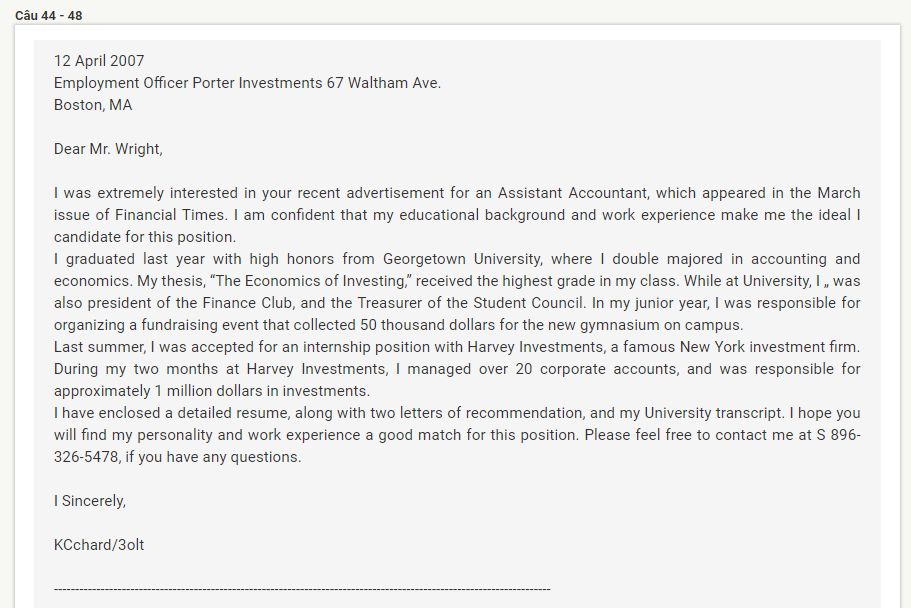 Câu 44 - 48
12 April 2007
Employment Officer Porter Investments 67 Waltham Ave.
Boston, MA
Dear Mr. Wright,
I was extremely interested in your recent advertisement for an Assistant Accountant, which appeared in the March
issue of Financial Times. I am confident that my educational background and work experience make me the ideal I
candidate for this position.
I graduated last year with high honors from Georgetown University, where I double majored in accounting and
economics. My thesis, “The Economics of Investing,” received the highest grade in my class. While at University, I „ was
also president of the Finance Club, and the Treasurer of the Student Council. In my junior year, I was responsible for
organizing a fundraising event that collected 50 thousand dollars for the new gymnasium on campus.
Last summer, I was accepted for an internship position with Harvey Investments, a famous New York investment firm.
During my two months at Harvey Investments, I managed over 20 corporate accounts, and was responsible for
approximately 1 million dollars in investments.
I have enclosed a detailed resume, along with two letters of recommendation, and my University transcript. I hope you
will find my personality and work experience a good match for this position. Please feel free to contact me at S 896-
326-5478, if you have any questions.
I Sincerely,
KCchard/3olt